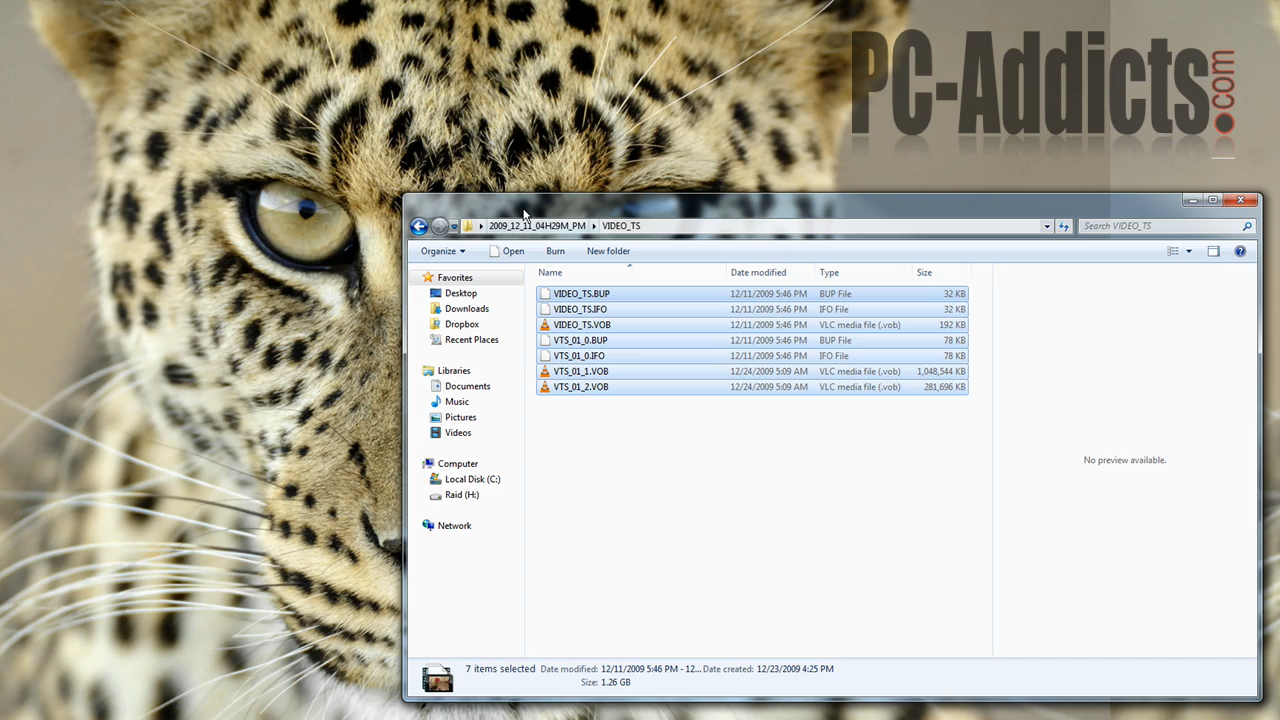 PC-Addicts.com
2009_12_11_04H29M_PM VIDEO_TS Search VIDEO_TS
Organize Open Burn New folder
Favorites
Desktop
Downloads
Dropbox
Recent Places
Libraries
Documents
Music
Pictures
Videos
Computer
Local Disk (C:)
Raid (H:)
Network
Name Date modified Type Size
VIDEO_TS.BUP 12/11/2009 5:46 PM BUP File 32 KB
VIDEO_TS.IFO 12/11/2009 5:46 PM IFO File 32 KB
VIDEO_TS.VOB 12/11/2009 5:46 PM VLC media file (.vob) 192 KB
VTS_01_0.BUP 12/11/2009 5:46 PM BUP File 78 KB
VTS_01_0.IFO 12/11/2009 5:46 PM IFO File 78 KB
VTS_01_1.VOB 12/24/2009 5:09 AM VLC media file (.vob) 1,048,544 KB
VTS_01_2.VOB 12/24/2009 5:09 AM VLC media file (.vob) 281,696 KB
No preview available.
7 items selected Date modified: 12/11/2009 5:46 PM - 12... Date created: 12/23/2009 4:25 PM
Size: 1.26 GB